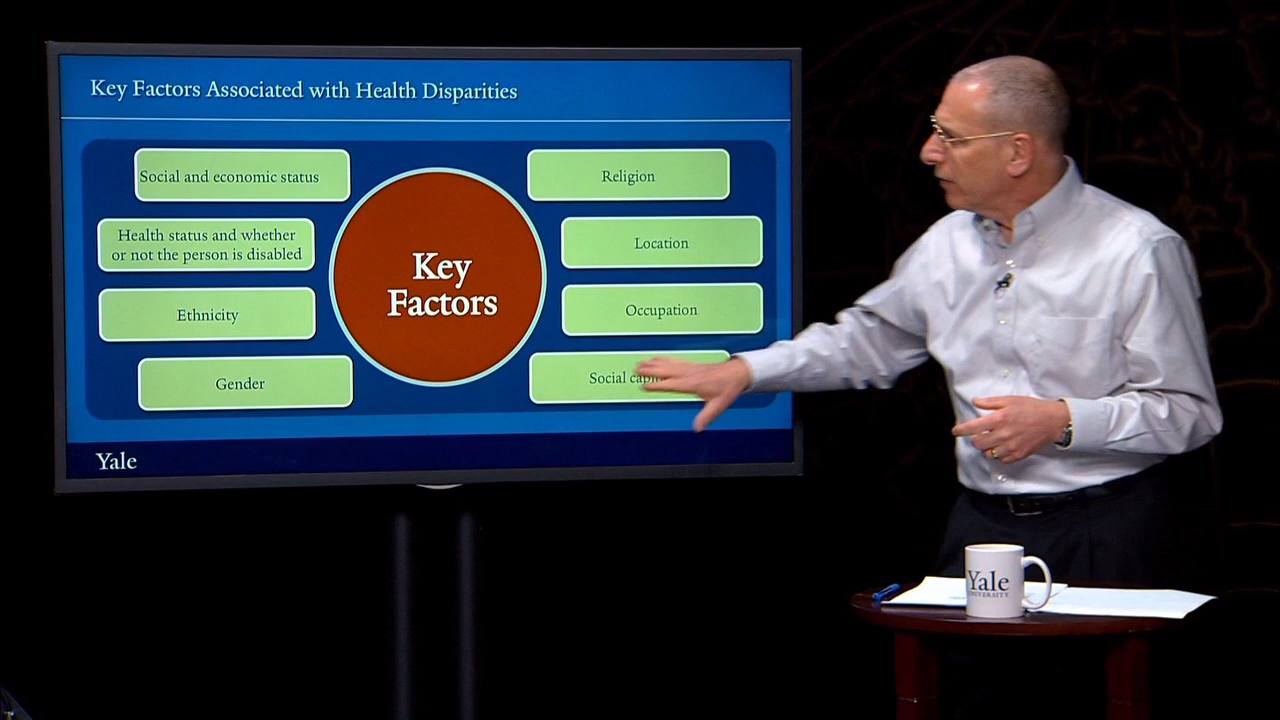 Key Factors Associated with Health Disparities
Social and economic status
Health status and whether
or not the person is disabled
Ethnicity
Gender
Key
Factors
Religion
Location
Occupation
Social
Yale
Yale
UNIVERSITY